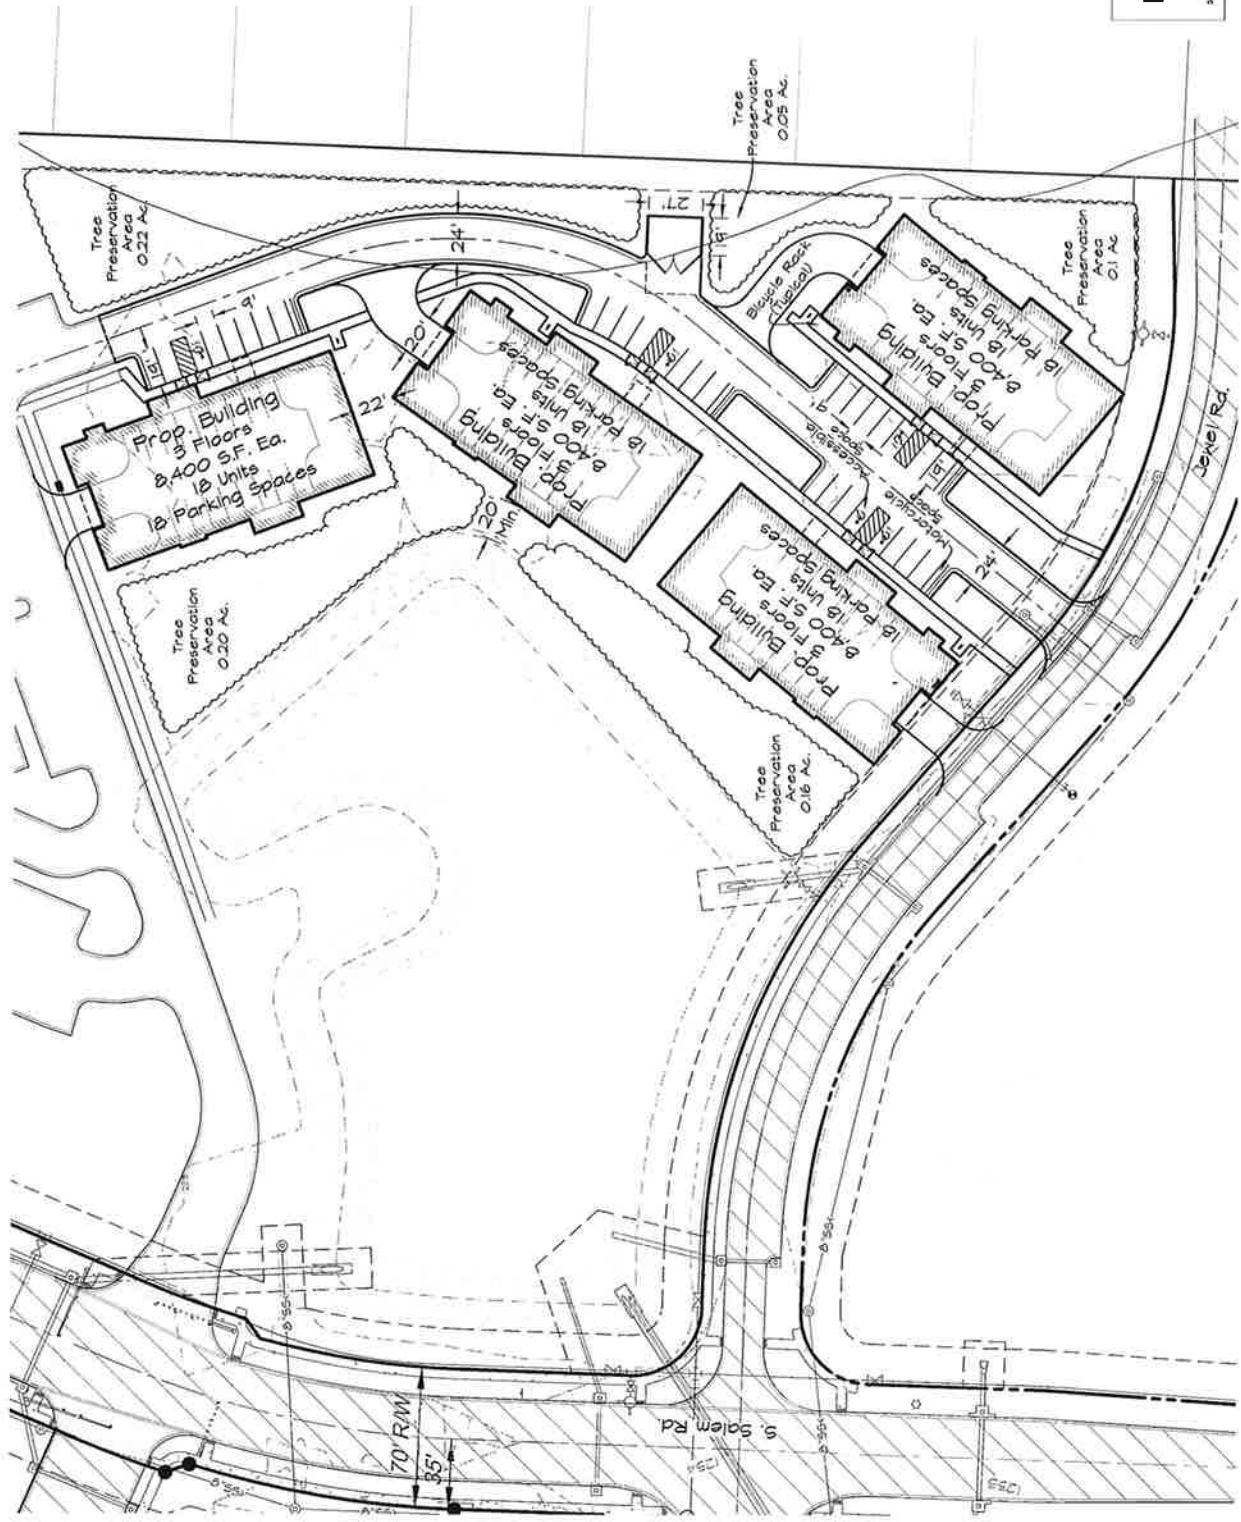 Tree
Preservation
Area
0.05 Ac.
Tree
Preservation
Area
0.22 Ac.
27'
24'
9'
9'
Bicycle Rack
(Typical)
Tree
Preservation
Area
0.1 Ac
Prop. Building
3 Floors
8,400 S.F. Ea.
18 Units
18 Parking Spaces
20'
22'
Prop. Building
3 Floors
8,400 S.F. Ea.
18 Units
18 Parking Spaces
Prop. Building
3 Floors
8,400 S.F. Ea.
18 Units
18 Parking Spaces
9'
Accessible
Space
Motorcycle
Space
24'
Dekiel Rd.
20'
Min.
Tree
Preservation
Area
0.20 Ac.
Prop. Building
3 Floors
8,400 S.F. Ea.
18 Units
18 Parking Spaces
Tree
Preservation
Area
0.16 Ac.
70' R/W
35'
S. Salem Rd.